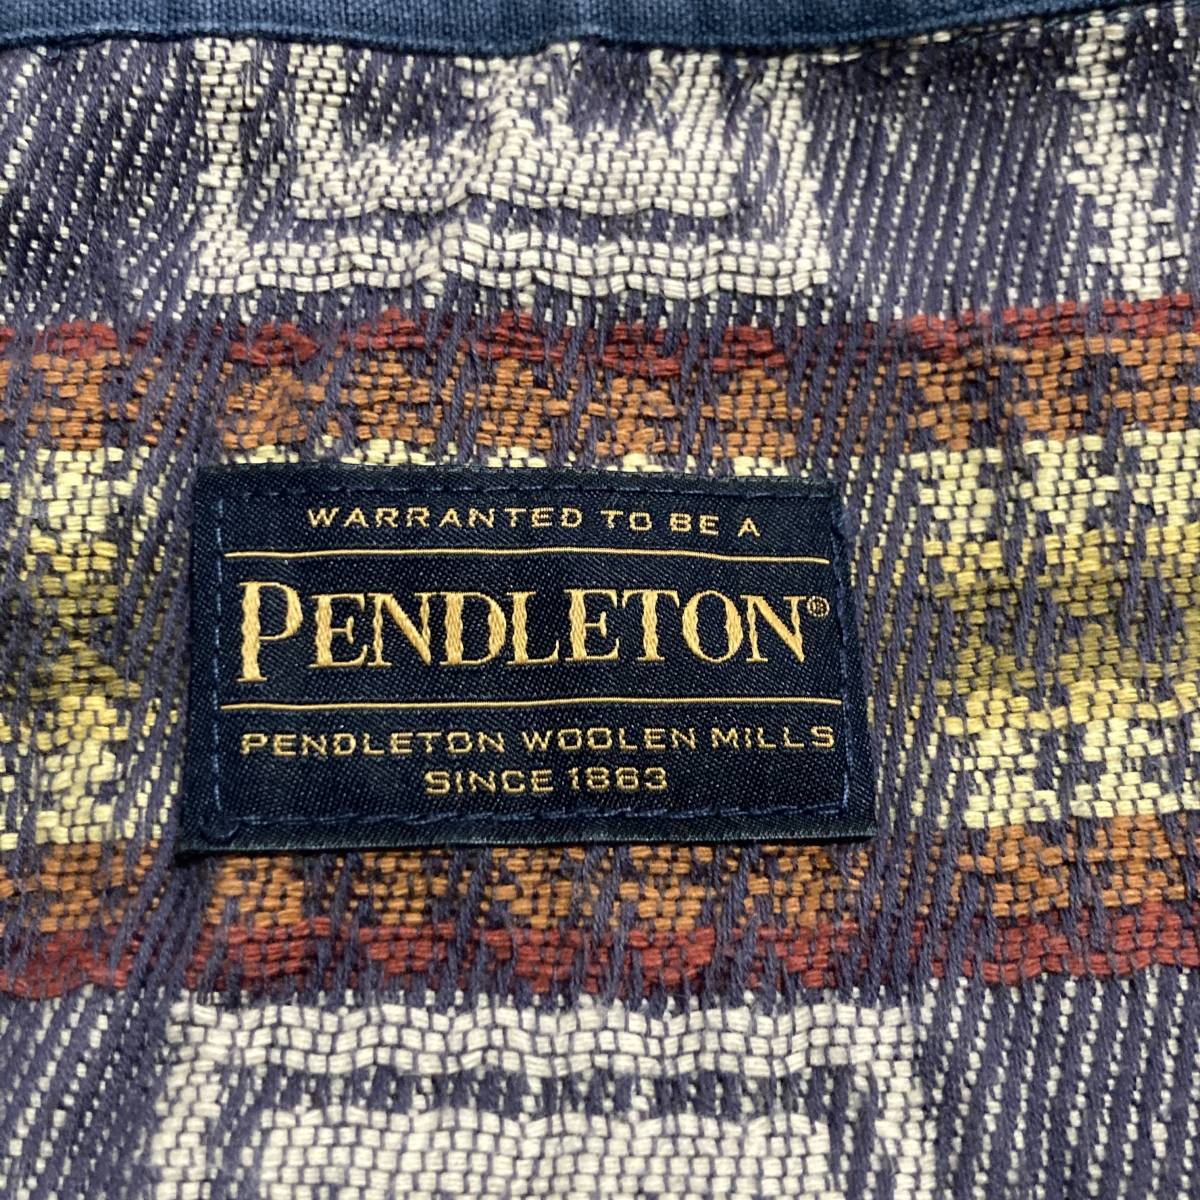 WARRANTED TO BE A
PENDLETON®
PENDLETON WOOLEN MILLS
SINCE 1863